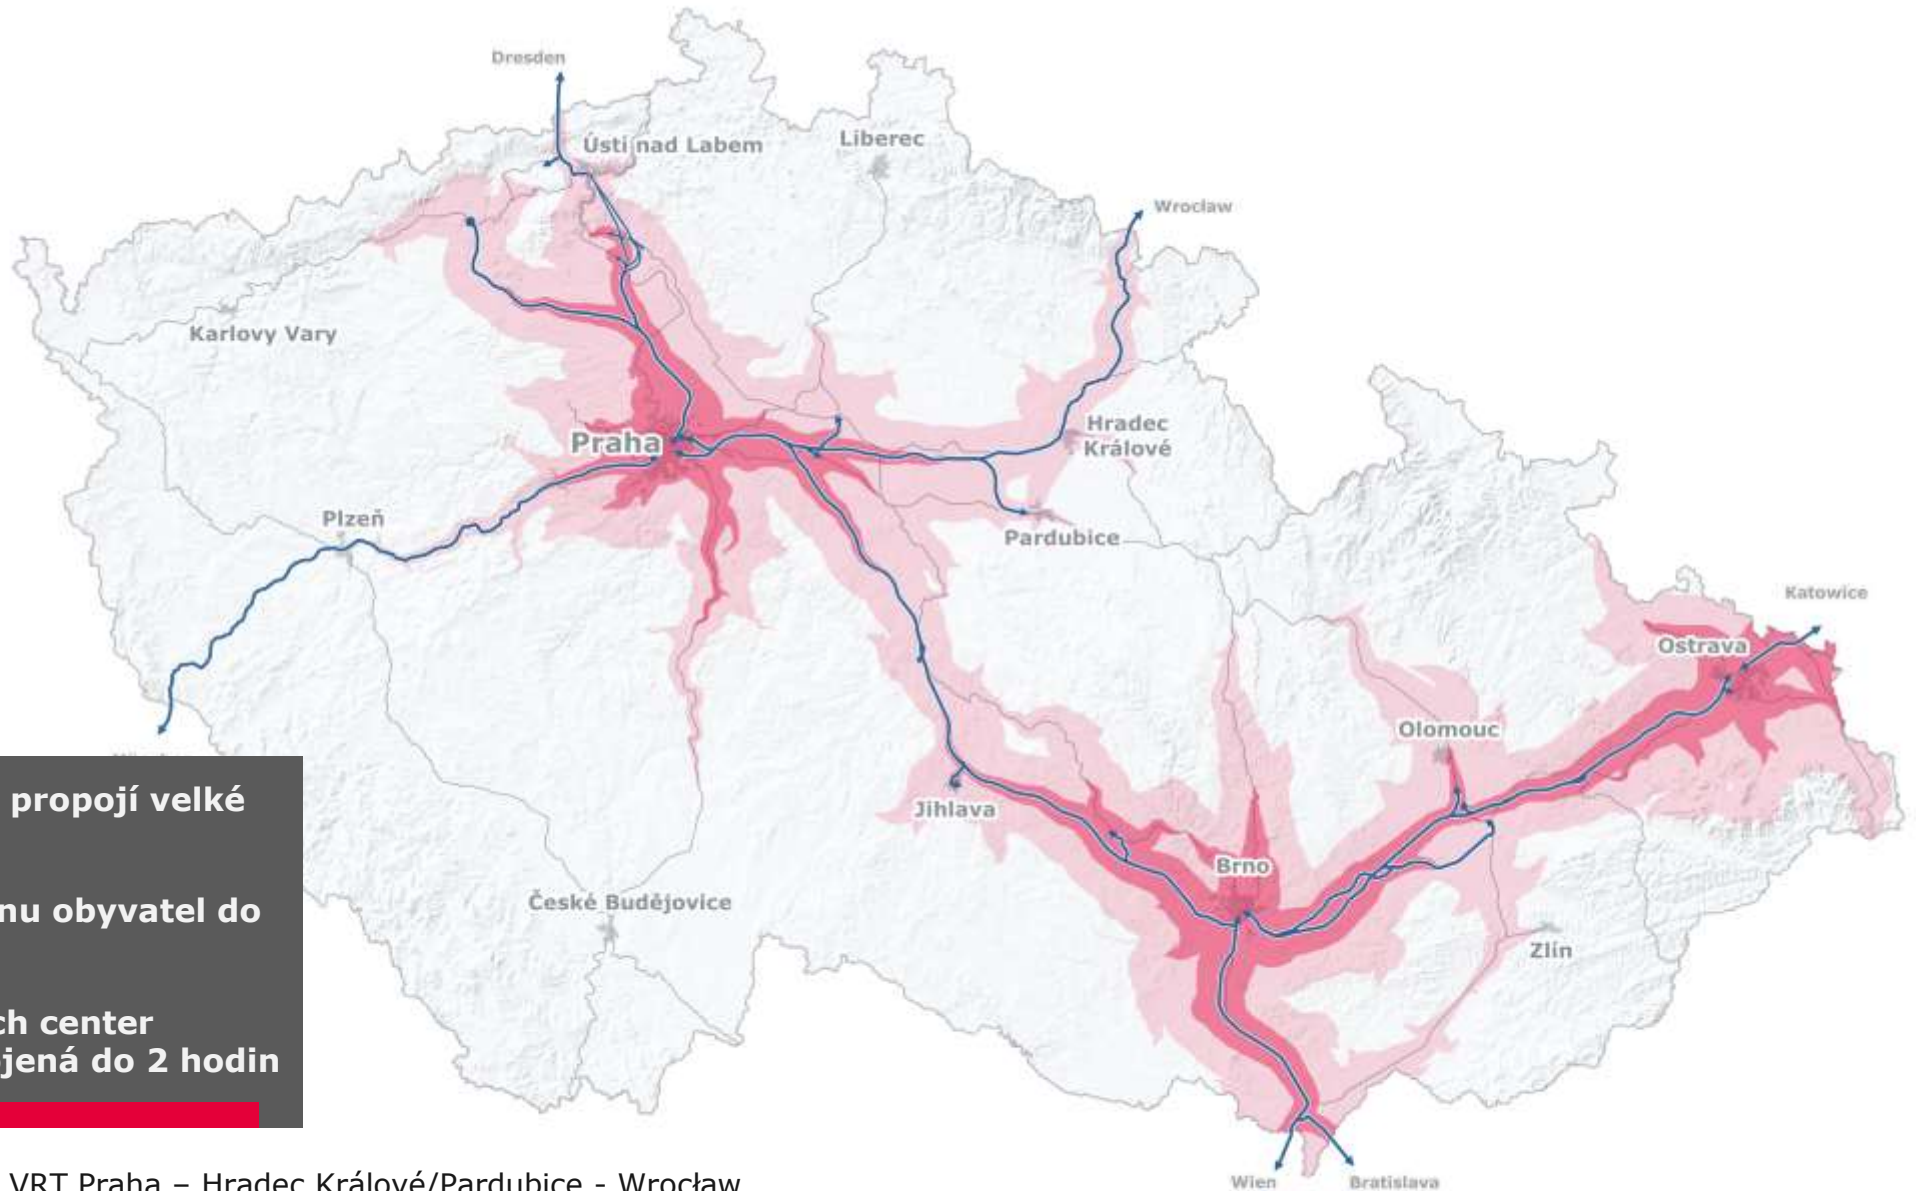 Dresden
Ústí nad Labem
Liberec
Wrocław
Karlovy Vary
Praha
Hradec
Králové
Plzeň
Pardubice
Katowice
Ostrava
Olomouc
Jihlava
Brno
České Budějovice
Zlín
Wien
Bratislava
propojí velké
nu obyvatel do
ch center
jená do 2 hodin
VRT Praha – Hradec Králové/Pardubice - Wrocław